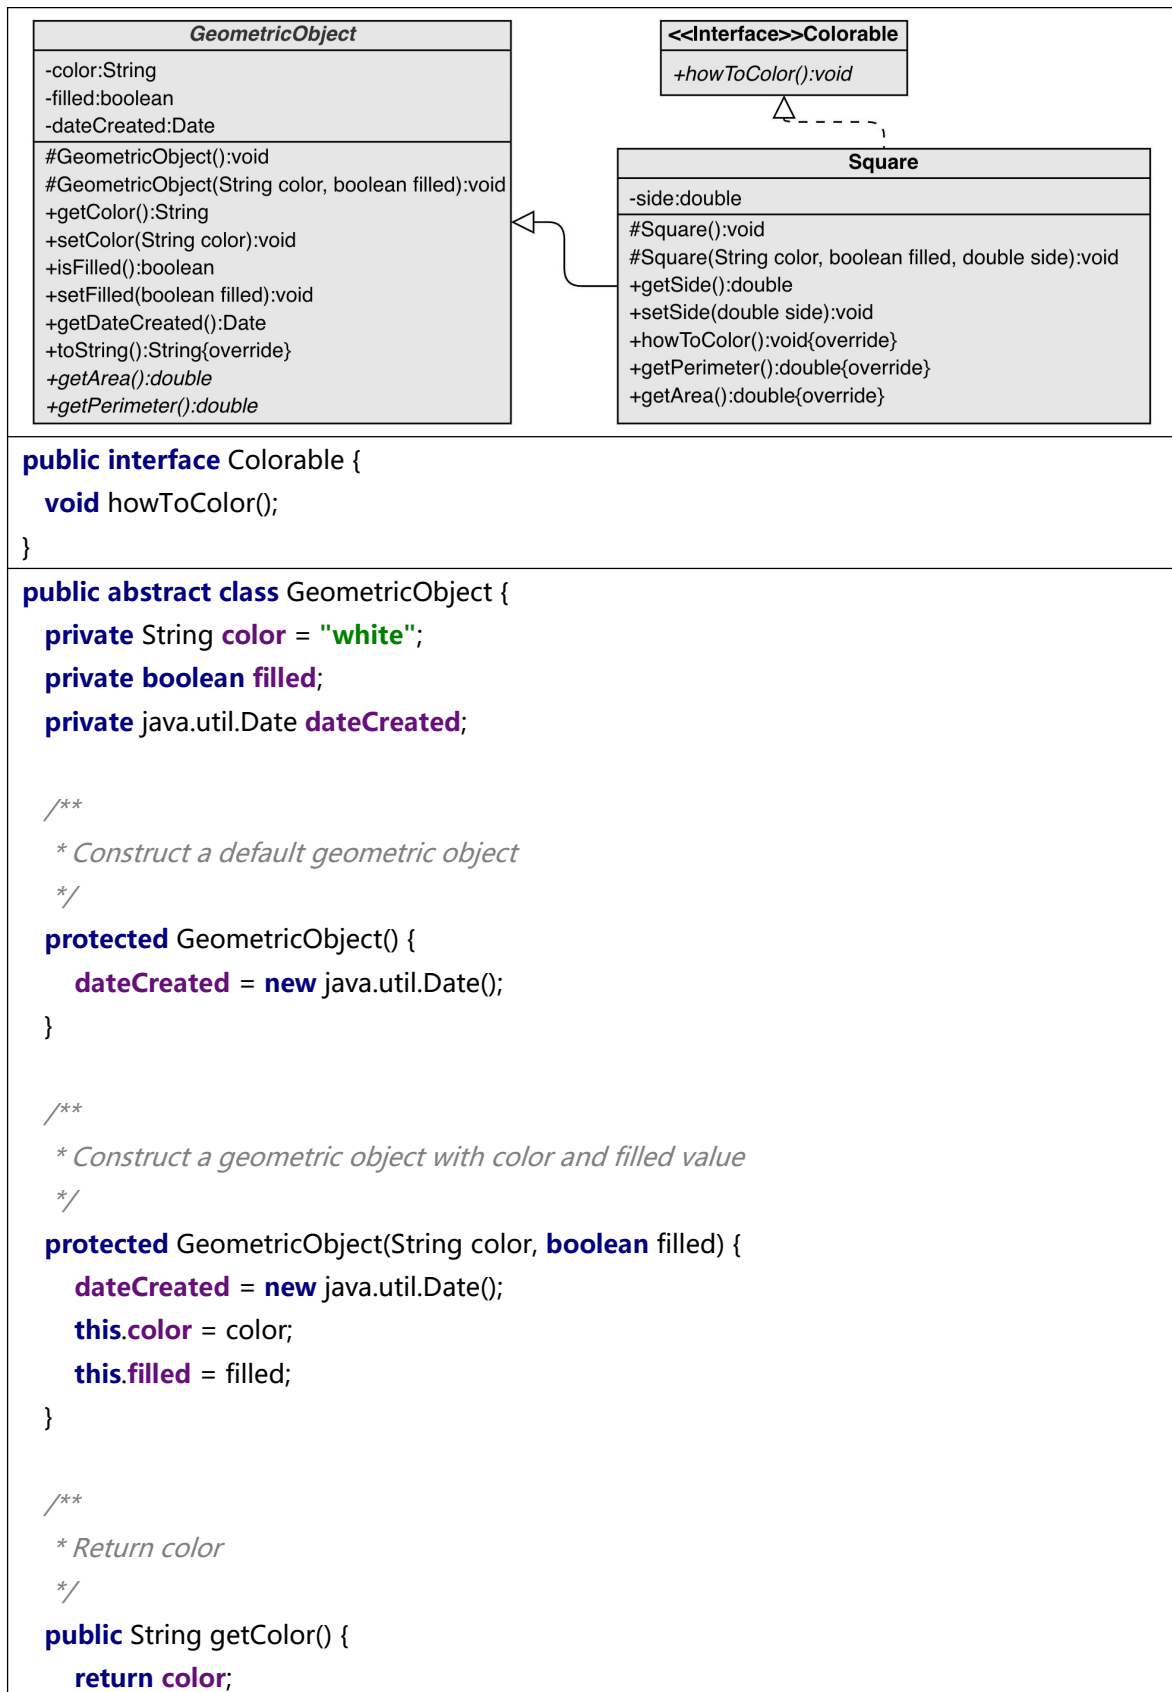 GeometricObject
-color:String
-filled:boolean
-dateCreated:Date
#GeometricObject():void
#GeometricObject(String color, boolean filled):void
+getColor():String
+setColor(String color):void
+isFilled():boolean
+setFilled(boolean filled):void
+getDateCreated():Date
+toString():String{override}
+getArea():double
+getPerimeter():double
<<Interface>>Colorable
+howToColor():void
Square
-side:double
#Square():void
#Square(String color, boolean filled, double side):void
+getSide():double
+setSide(double side):void
+howToColor():void{override}
+getPerimeter():double{override}
+getArea():double{override}
public interface Colorable {
void howToColor();
}
public abstract class GeometricObject {
private String color = "white";
private boolean filled;
private java.util.Date dateCreated;
/**
* Construct a default geometric object
*/
protected GeometricObject() {
dateCreated = new java.util.Date();
}
/**
* Construct a geometric object with color and filled value
*/
protected GeometricObject(String color, boolean filled) {
dateCreated = new java.util.Date();
this.color = color;
this.filled = filled;
}
/**
* Return color
*/
public String getColor() {
return color;